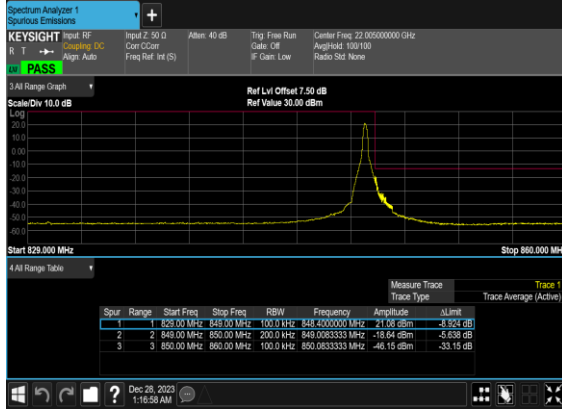 Spectrum Analyzer 1
Spurious Emissions
+
KEYSIGHT Input: RF Input Z: 50 Ω Atten: 40 dB Trig: Free Run Center Freq: 22.005000000 GHz
R T Coupling: DC Corr CCorr Gate: Off Avg|Hold: 100/100
Align: Auto Freq Ref: Int (S) IF Gain: Low Radio Std: None
PASS
3 All Range Graph
Ref Lvl Offset 7.50 dB
Scale/Div 10.0 dB Ref Value 30.00 dBm
Log
20.0
10.0
0.00
-10.0
-20.0
-30.0
-40.0
-50.0
-60.0
Start 829.000 MHz Stop 860.000 MH
4 All Range Table
Measure Trace Trace 1
Trace Type Trace Average (Active)
Spur Range Start Freq Stop Freq RBW Frequency Amplitude ΔLimit
1 1 829.00 MHz 849.00 MHz 100.0 kHz 848.4000000 MHz 21.08 dBm -8.924 dB
2 2 849.00 MHz 850.00 MHz 200.0 kHz 849.0083333 MHz -18.64 dBm -5.638 dB
3 3 850.00 MHz 860.00 MHz 100.0 kHz 850.0833333 MHz -46.15 dBm -33.15 dB
?
Dec 28, 2023
1:16:58 AM